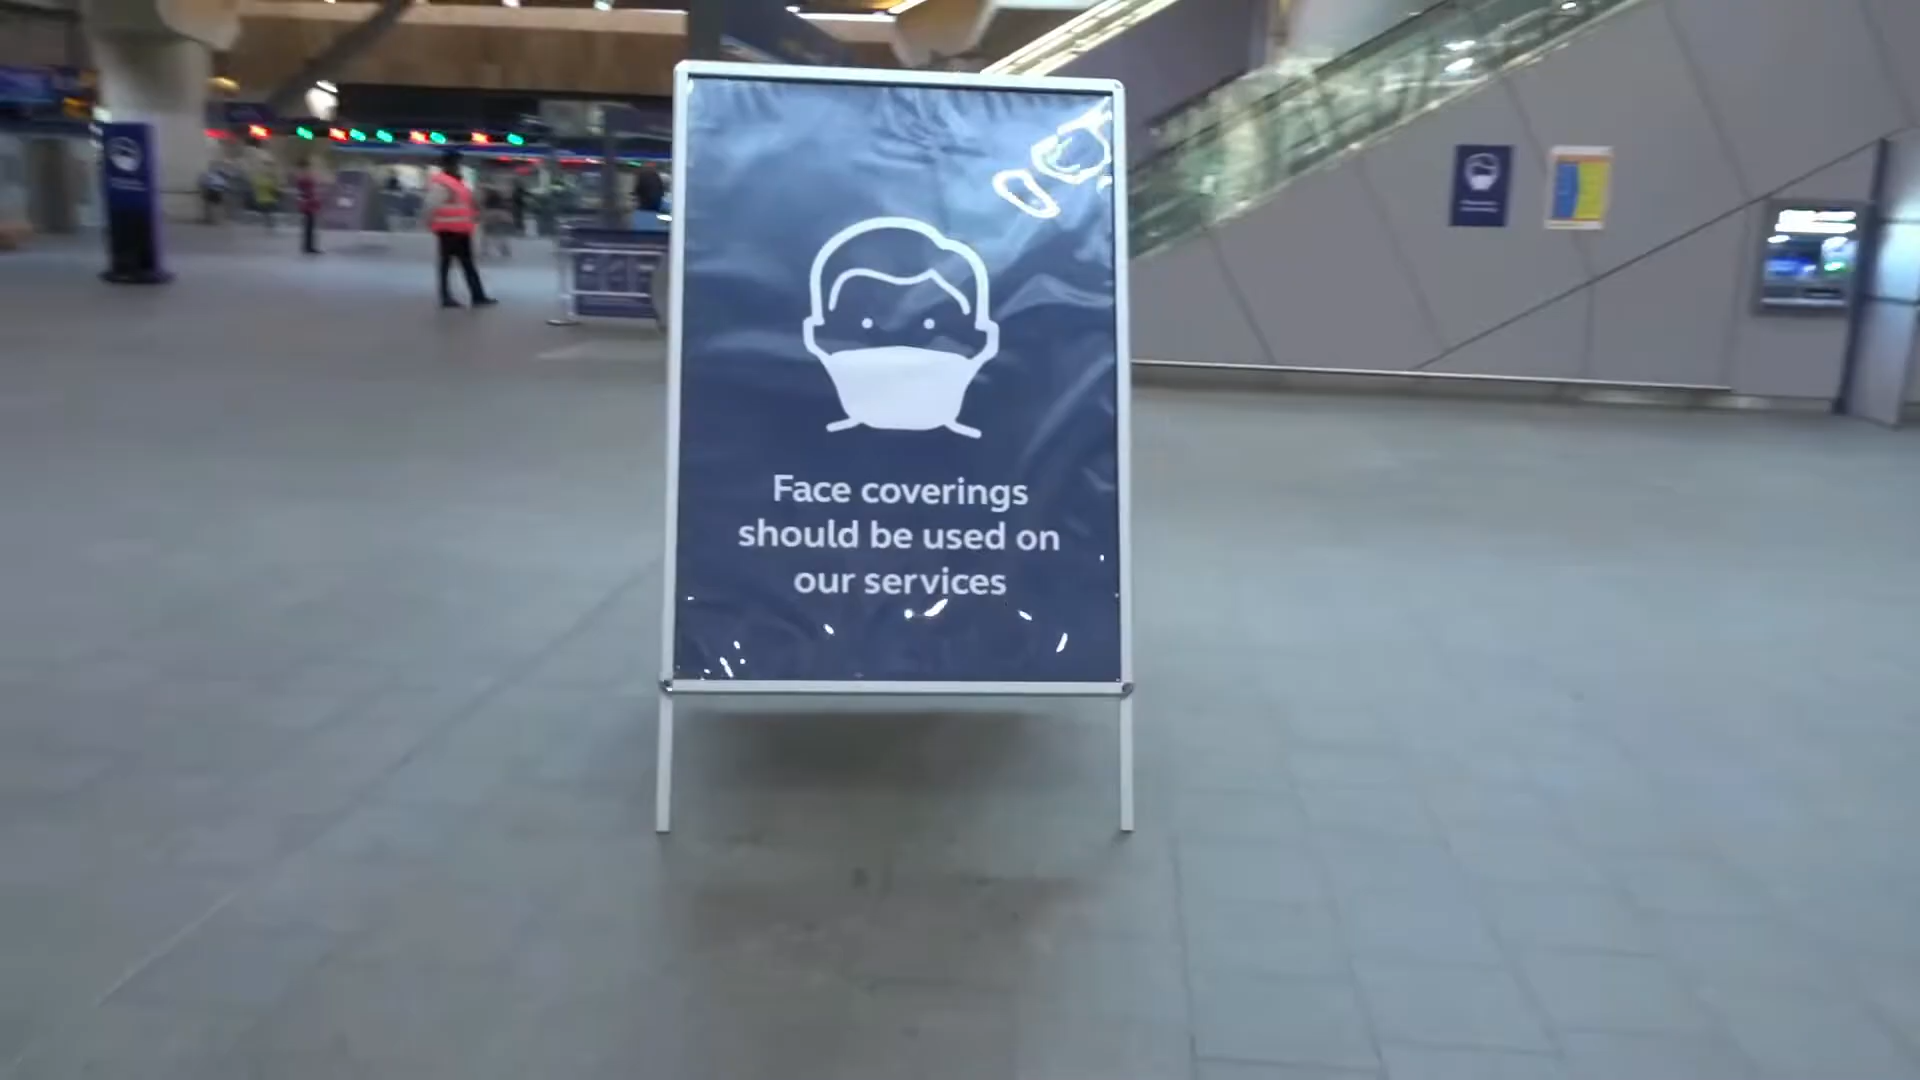 Face coverings
should be used on
our services